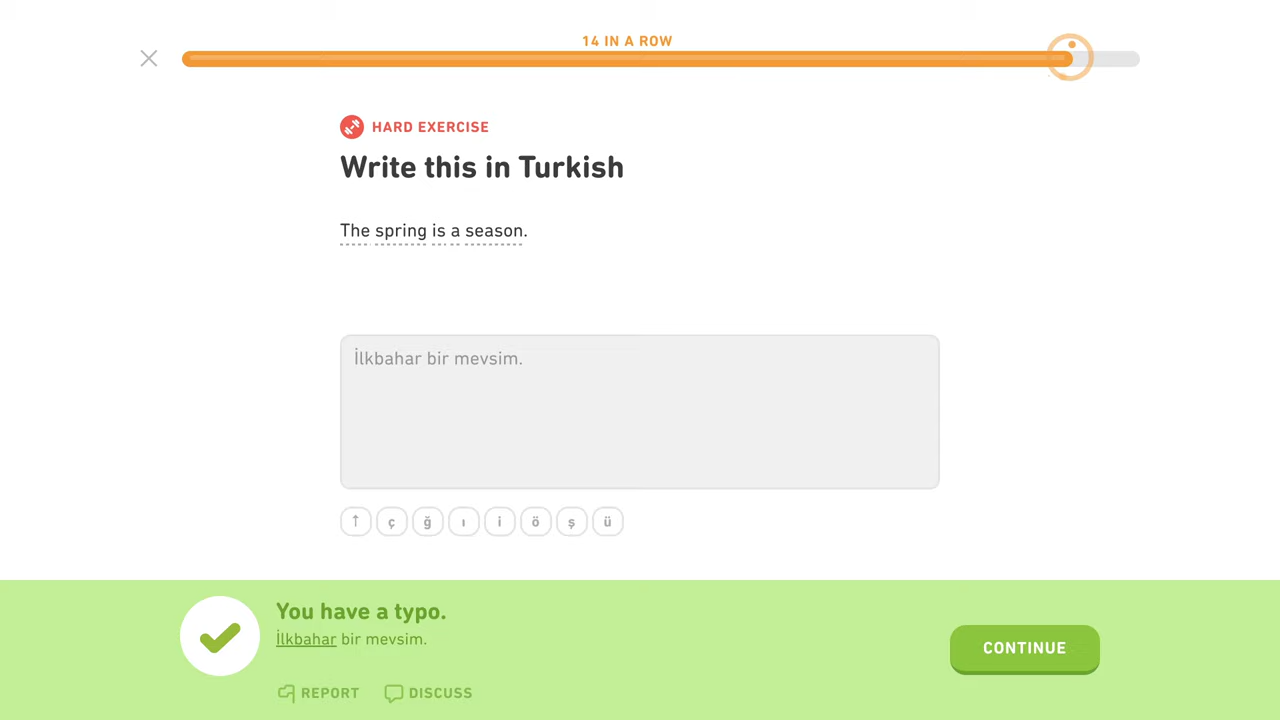 14 IN A ROW
HARD EXERCISE
Write this in Turkish
The spring is a season.
İlkbahar bir mevsim.
↑ ç ğ ı i ö ş ü
You have a typo.
İlkbahar bir mevsim.
CONTINUE
REPORT DISCUSS